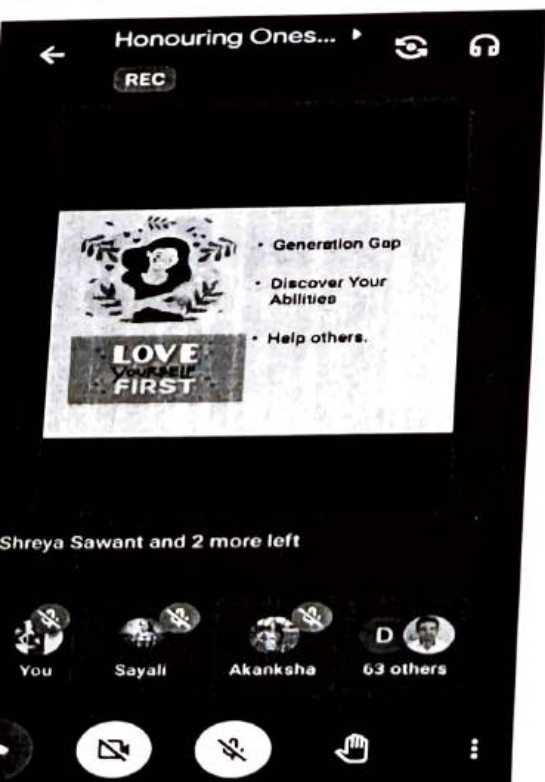 Honouring Ones...
REC
• Generation Gap
• Discover Your
Abilities
• Help others.
LOVE
YOURSELF
FIRST
Shreya Sawant and 2 more left
You
Sayali
Akanksha
D
63 others